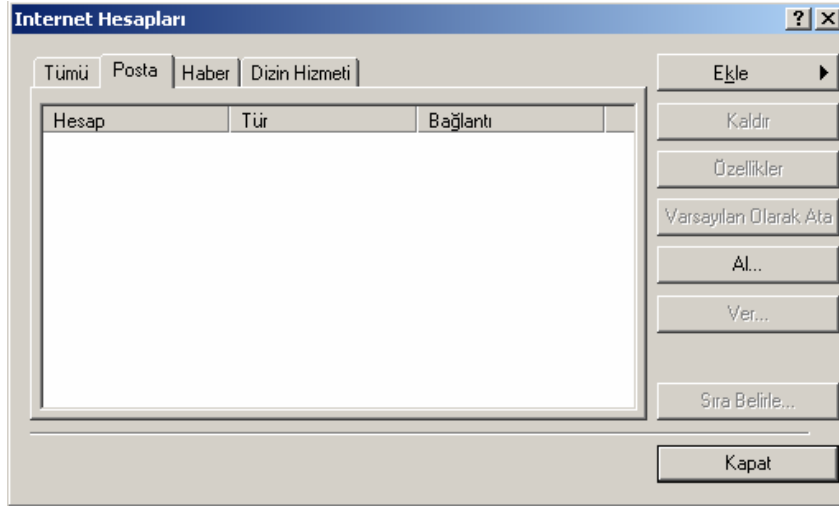 Internet Hesapları
Tümü Posta Haber Dizin Hizmeti
Hesap Tür Bağlantı
Ekle
Kaldır
Özellikler
Varsayılan Olarak Ata
Al...
Ver...
Sıra Belirle...
Kapat